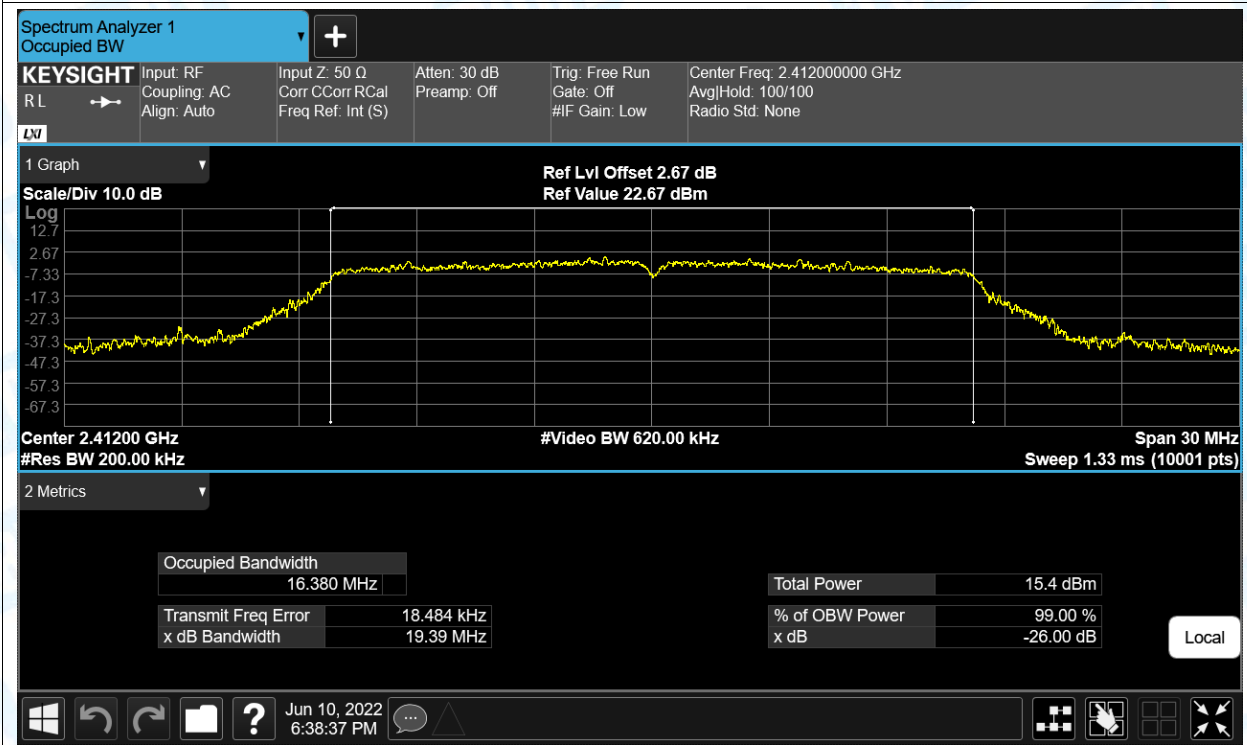 Spectrum Analyzer 1
Occupied BW
KEYSIGHT
R L
LXI
Input: RF
Coupling: AC
Align: Auto
Input Z: 50 Ω
Corr CCorr RCal
Freq Ref: Int (S)
Atten: 30 dB
Preamp: Off
Trig: Free Run
Gate: Off
#IF Gain: Low
Center Freq: 2.412000000 GHz
Avg|Hold: 100/100
Radio Std: None
1 Graph
Scale/Div 10.0 dB
Ref Lvl Offset 2.67 dB
Ref Value 22.67 dBm
Log
12.7
2.67
-7.33
-17.3
-27.3
-37.3
-47.3
-57.3
-67.3
Center 2.41200 GHz
#Video BW 620.00 kHz
Span 30 MHz
#Res BW 200.00 kHz
Sweep 1.33 ms (10001 pts)
2 Metrics
Occupied Bandwidth
16.380 MHz
Total Power 15.4 dBm
Transmit Freq Error 18.484 kHz
% of OBW Power 99.00 %
x dB Bandwidth 19.39 MHz
x dB -26.00 dB
Local
?
Jun 10, 2022
6:38:37 PM